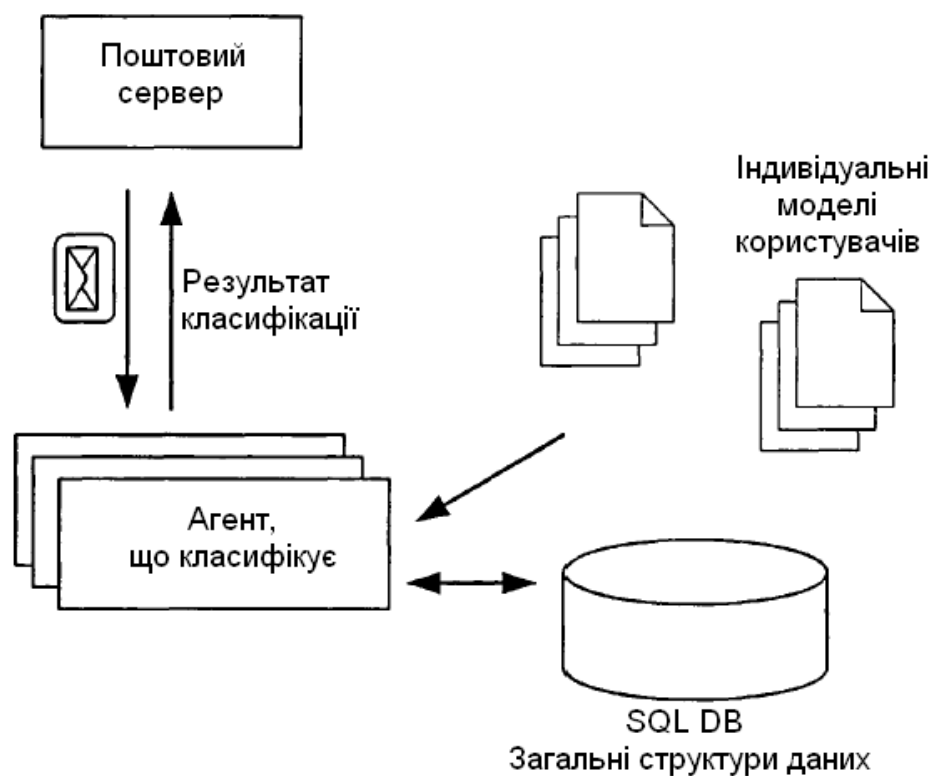 Поштовий
сервер
Індивідуальні
моделі
користувачів
Результат
класифікації
Агент,
що класифікує
SQL DB
Загальні структури даних